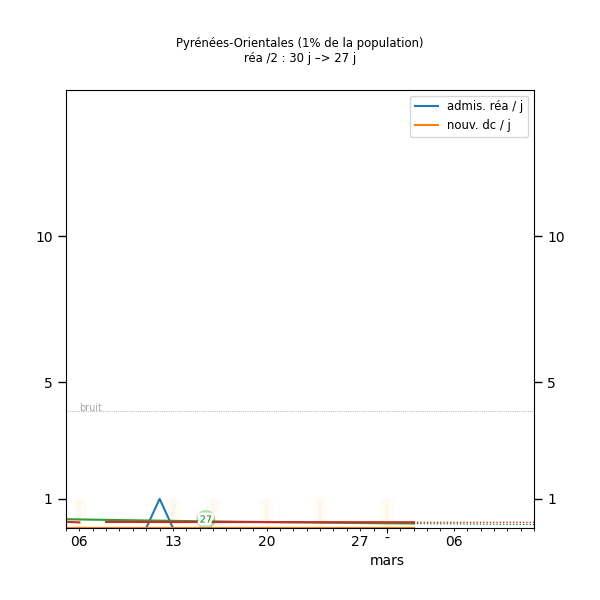 Pyrénées-Orientales (1% de la population)
réa /2 : 30 j –> 27 j
admis. réa / j
nouv. dc / j
10
10
5
5
bruit
1
1
27
06
13
20
27
-
06
mars